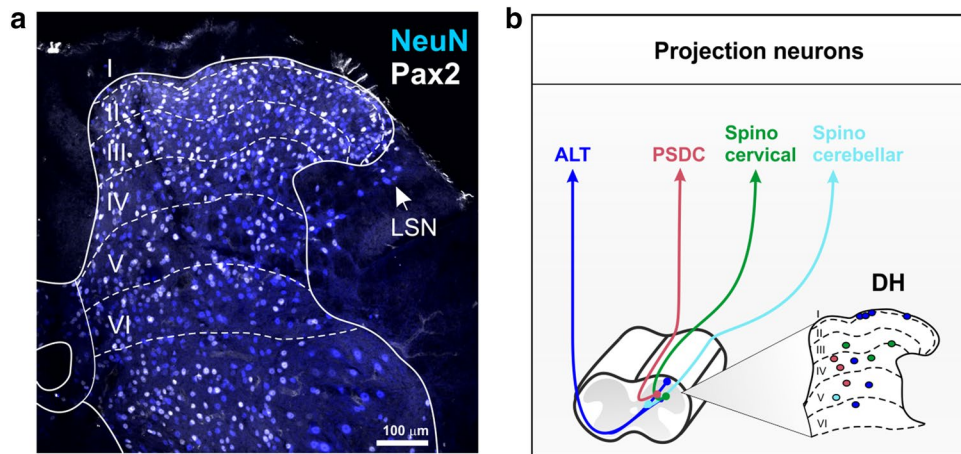 a
NeuN
Pax2
I
II
III
IV
V
VI
LSN
100 μm
b
Projection neurons
ALT
PSDC
Spino
cervical
Spino
cerebellar
DH
I
II
III
IV
V
VI